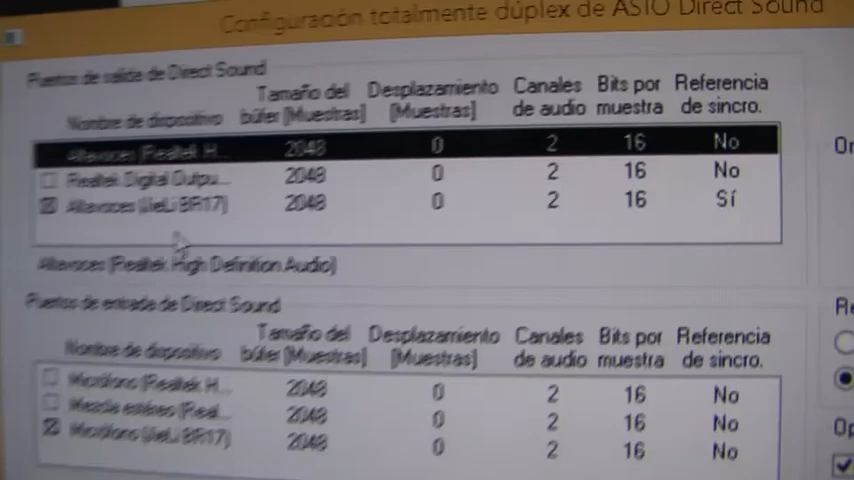 Configuración totalmente dúplex de ASIO Direct Sound
Puertos de salida de Direct Sound
Nombre de dispositivo Tamaño del búfer [Muestras] Desplazamiento [Muestras] Canales de audio Bits por muestra Referencia de sincro.
Altavoces (Realtek H... 2048 0 2 16 No
Realtek Digital Outpu... 2048 0 2 16 No
Altavoces (JieLi BR17) 2048 0 2 16 Sí
Altavoces (Realtek High Definition Audio)
Puertos de entrada de Direct Sound
Nombre de dispositivo Tamaño del búfer [Muestras] Desplazamiento [Muestras] Canales de audio Bits por muestra Referencia de sincro.
Micrófono (Realtek H... 2048 0 2 16 No
Mezcla estéreo (Real... 2048 0 2 16 No
Micrófono (JieLi BR17) 2048 0 2 16 No